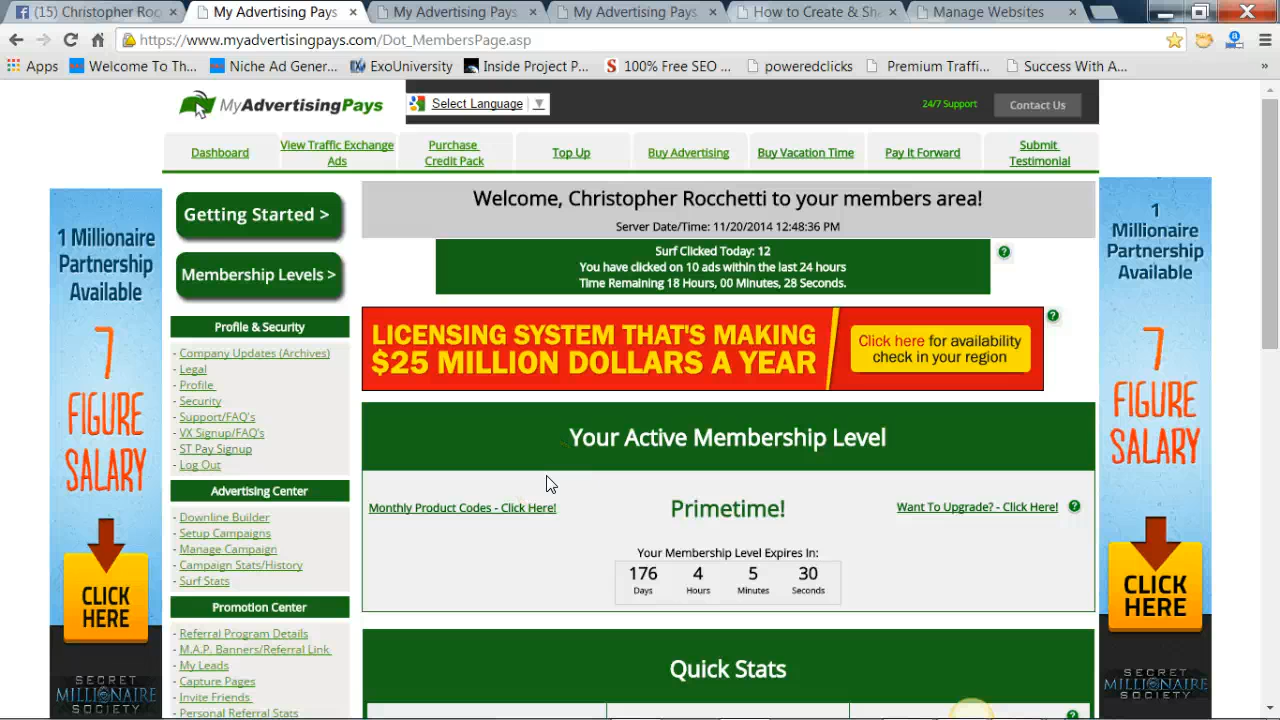 (15) Christopher Roc
My Advertising Pays
My Advertising Pays
My Advertising Pays
How to Create & Sh
Manage Websites
https://www.myadvertisingpays.com/Dot_MembersPage.asp
Apps
Welcome To Th...
Niche Ad Gener...
ExoUniversity
Inside Project P...
100% Free SEO ...
poweredclicks
Premium Traffi...
Success With A...
»
MyAdvertisingPays
Select Language
24/7 Support
Contact Us
Dashboard
View Traffic Exchange
Ads
Purchase
Credit Pack
Top Up
Buy Advertising
Buy Vacation Time
Pay It Forward
Submit
Testimonial
1 Millionaire
Partnership
Available
7
FIGURE
SALARY
CLICK
HERE
SECRET
MILLIONAIRE
SOCIETY
Getting Started >
Membership Levels >
Profile & Security
- Company Updates (Archives)
- Legal
- Profile
- Security
- Support/FAQ's
- VX Signup/FAQ's
- ST Pay Signup
- Log Out
Advertising Center
- Downline Builder
- Setup Campaigns
- Manage Campaign
- Campaign Stats/History
- Surf Stats
Promotion Center
- Referral Program Details
- M.A.P. Banners/Referral Link
- My Leads
- Capture Pages
- Invite Friends
- Personal Referral Stats
Welcome, Christopher Rocchetti to your members area!
Server Date/Time: 11/20/2014 12:48:36 PM
Surf Clicked Today: 12
You have clicked on 10 ads within the last 24 hours
Time Remaining 18 Hours, 00 Minutes, 28 Seconds.
?
LICENSING SYSTEM THAT'S MAKING
$25 MILLION DOLLARS A YEAR
Click here for availability
check in your region
?
Your Active Membership Level
Monthly Product Codes - Click Here!
Primetime!
Want To Upgrade? - Click Here!
?
Your Membership Level Expires In:
176 4 5 30
Days Hours Minutes Seconds
Quick Stats
?
1
Millionaire
Partnership
Available
7
FIGURE
SALARY
CLICK
HERE
SECRET
MILLIONAIRE
SOCIETY